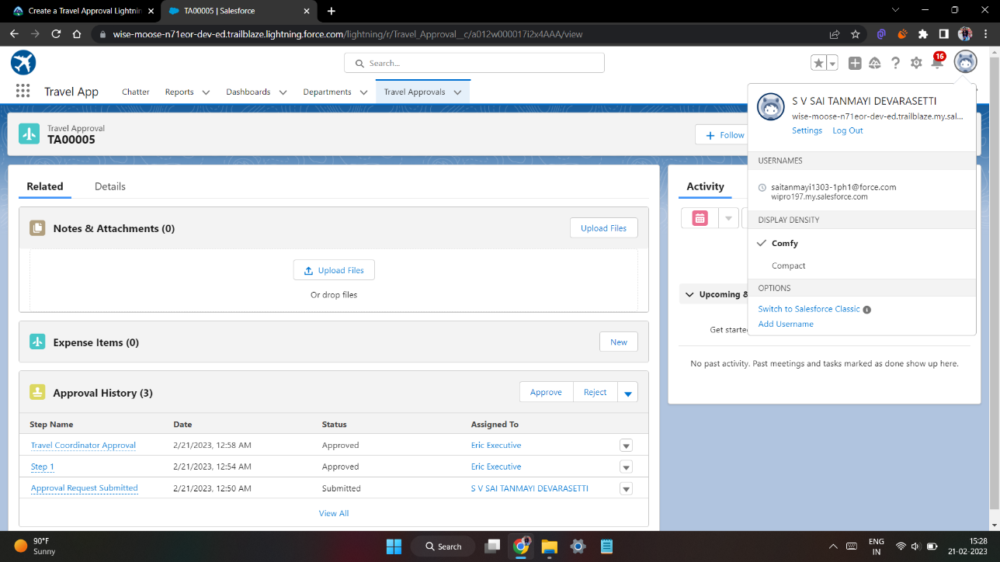 Create a Travel Approval Lightnin
TA00005 | Salesforce
wise-moose-n71eor-dev-ed.trailblaze.lightning.force.com/lightning/r/Travel_Approval__c/a012w000017i2x4AAA/view
Search...
16
Travel App
Chatter
Reports
Dashboards
Departments
Travel Approvals
Travel Approval
TA00005
Follow
S V SAI TANMAYI DEVARASETTI
wise-moose-n71eor-dev-ed.trailblaze.my.sal...
Settings Log Out
USERNAMES
saitanmayi1303-1ph1@force.com
wipro197.my.salesforce.com
DISPLAY DENSITY
Comfy
Compact
OPTIONS
Switch to Salesforce Classic
Add Username
Related Details
Notes & Attachments (0)
Upload Files
Upload Files
Or drop files
Expense Items (0)
New
Approval History (3)
Approve Reject
Step Name Date Status Assigned To
Travel Coordinator Approval 2/21/2023, 12:58 AM Approved Eric Executive
Step 1 2/21/2023, 12:54 AM Approved Eric Executive
Approval Request Submitted 2/21/2023, 12:50 AM Submitted S V SAI TANMAYI DEVARASETTI
View All
Activity
Upcoming &
Get starte
No past activity. Past meetings and tasks marked as done show up here.
90°F
Sunny
Search
ENG
IN
15:28
21-02-2023